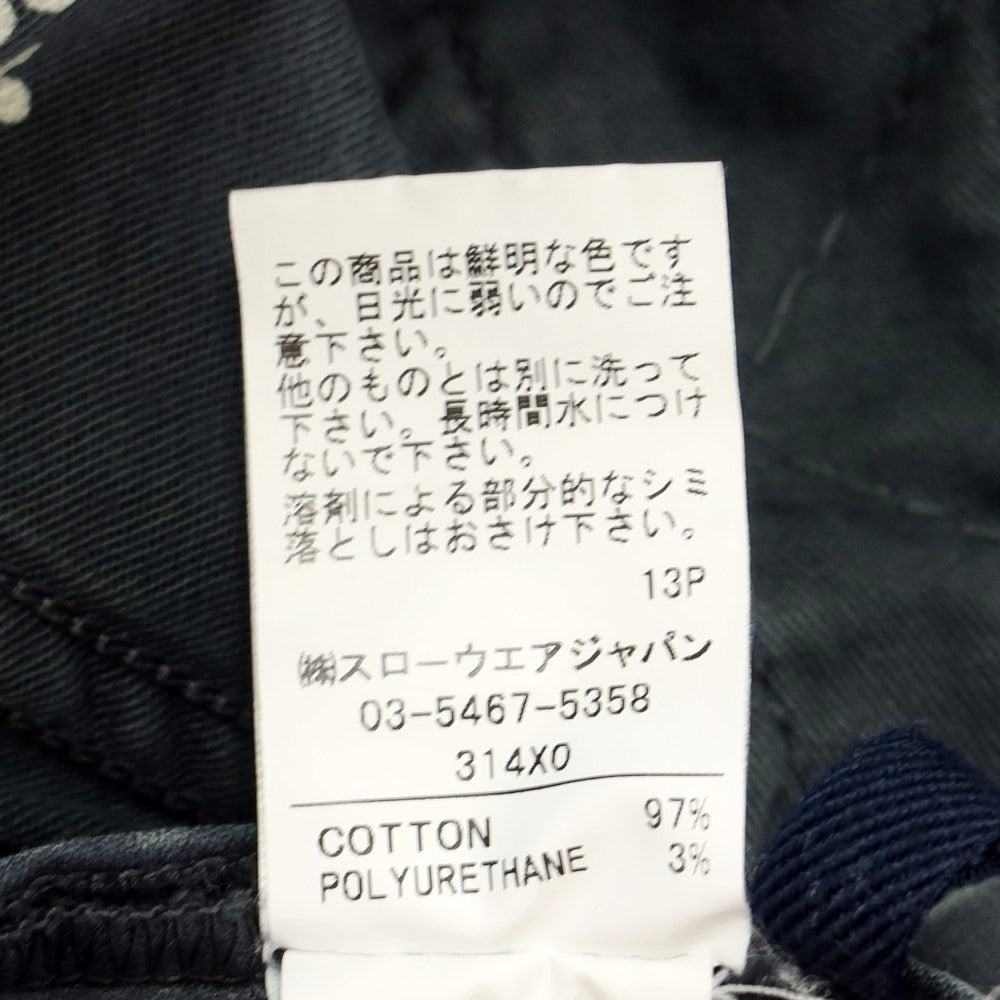 この商品は鮮明な色です
が、日光に弱いのでご注
意下さい。
他のものとは別に洗って
下さい。長時間水につけ
ないで下さい。
溶剤による部分的なシミ
落としはおさけ下さい。
13P
㈱スローウエアジャパン
03-5467-5358
314X0
COTTON 97%
POLYURETHANE 3%